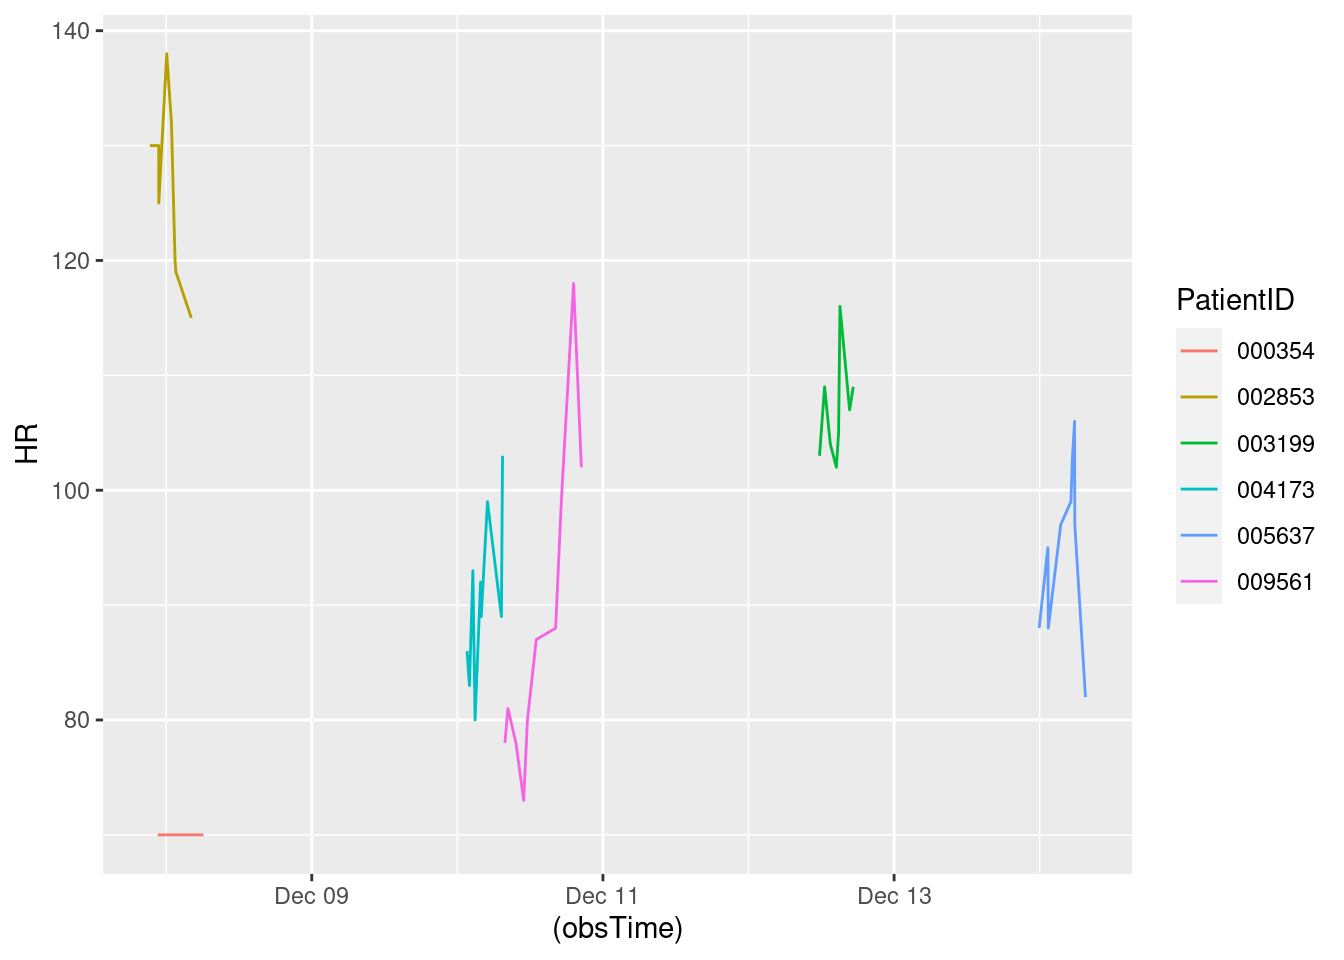 140
120
100
80
HR
Dec 09
Dec 11
Dec 13
(obsTime)
PatientID
000354
002853
003199
004173
005637
009561